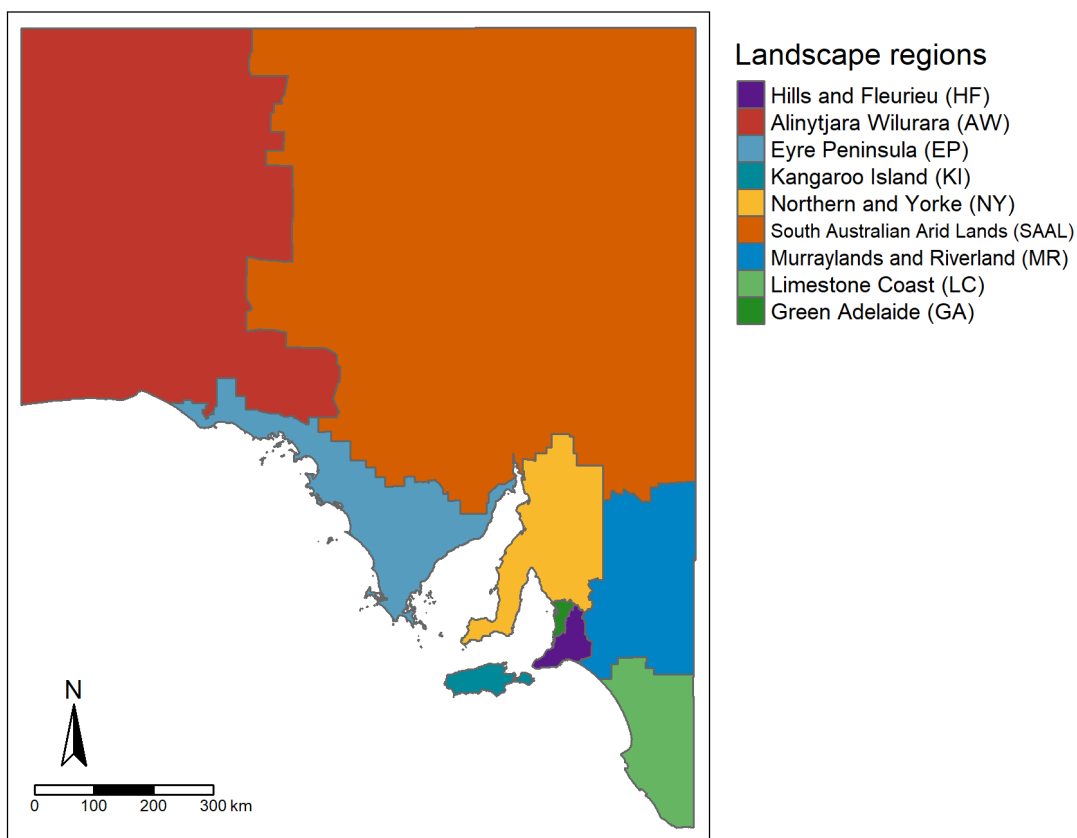 Landscape regions
Hills and Fleurieu (HF)
Alinytjara Wilurara (AW)
Eyre Peninsula (EP)
Kangaroo Island (KI)
Northern and Yorke (NY)
South Australian Arid Lands (SAAL)
Murraylands and Riverland (MR)
Limestone Coast (LC)
Green Adelaide (GA)
N
0 100 200 300 km